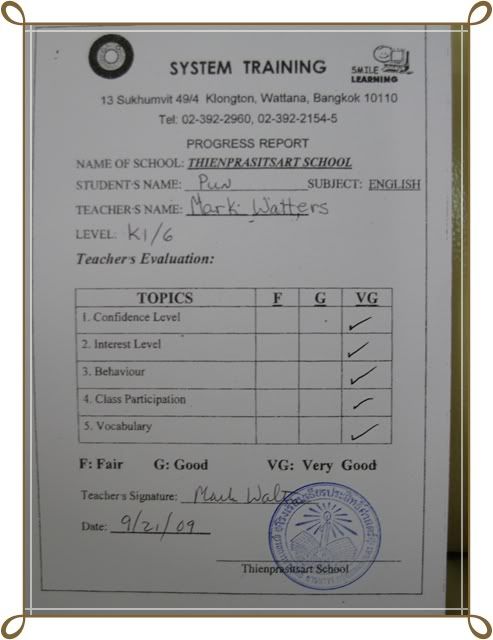 SYSTEM TRAINING
SMILE
LEARNING
13 Sukhumvit 49/4 Klongton, Wattana, Bangkok 10110
Tel: 02-392-2960, 02-392-2154-5
PROGRESS REPORT
NAME OF SCHOOL: THIENPRASITSART SCHOOL
STUDENT'S NAME: Pun SUBJECT: ENGLISH
TEACHER'S NAME: Mark Watters
LEVEL: K1/6
Teacher's Evaluation:
TOPICS F G VG
1. Confidence Level ✓
2. Interest Level ✓
3. Behaviour ✓
4. Class Participation ✓
5. Vocabulary ✓
F: Fair G: Good VG: Very Good
Teacher's Signature: Mark
Date: 9/21/09
Thienprasitsart School